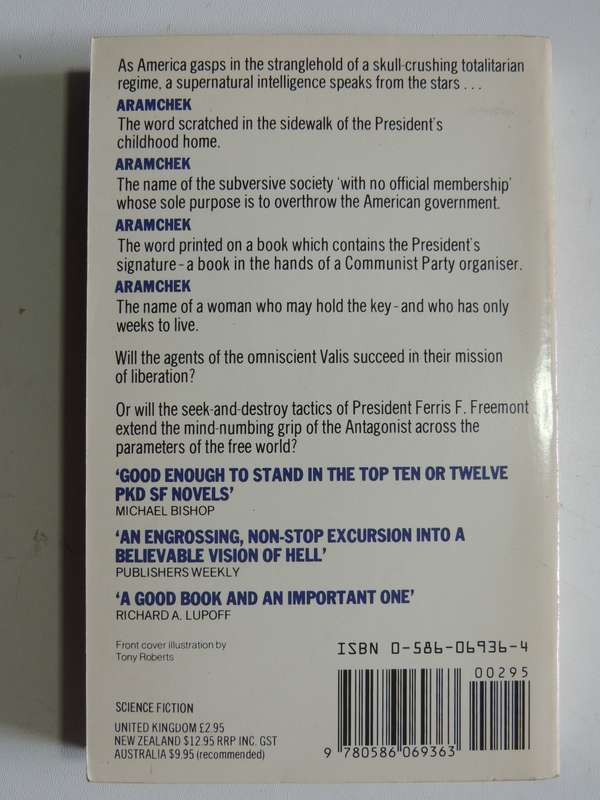 As America gasps in the stranglehold of a skull-crushing totalitarian
regime, a supernatural intelligence speaks from the stars . . .
ARAMCHEK
The word scratched in the sidewalk of the President's
childhood home.
ARAMCHEK
The name of the subversive society 'with no official membership'
whose sole purpose is to overthrow the American government.
ARAMCHEK
The word printed on a book which contains the President's
signature - a book in the hands of a Communist Party organiser.
ARAMCHEK
The name of a woman who may hold the key - and who has only
weeks to live.
Will the agents of the omniscient Valis succeed in their mission
of liberation?
Or will the seek-and-destroy tactics of President Ferris F. Freemont
extend the mind-numbing grip of the Antagonist across the
parameters of the free world?
'GOOD ENOUGH TO STAND IN THE TOP TEN OR TWELVE
PKD SF NOVELS'
MICHAEL BISHOP
'AN ENGROSSING, NON-STOP EXCURSION INTO A
BELIEVABLE VISION OF HELL'
PUBLISHERS WEEKLY
'A GOOD BOOK AND AN IMPORTANT ONE'
RICHARD A. LUPOFF
Front cover illustration by
Tony Roberts
ISBN 0-586-06936-4
00295
SCIENCE FICTION
UNITED KINGDOM £2.95
NEW ZEALAND $12.95 RRP INC. GST
AUSTRALIA $9.95 (recommended)
9 780586 069363